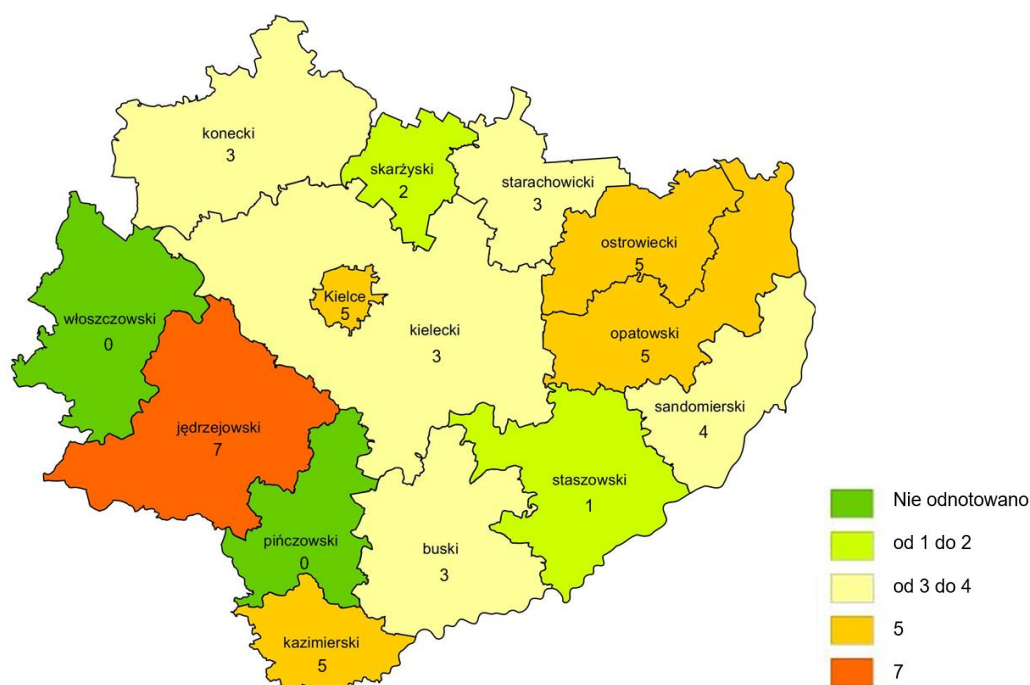 konecki
3
skarżyski
2
starachowicki
3
ostrowiecki
5
włoszczowski
0
Kielce
5
kielecki
3
opatowski
5
sandomierski
4
jędrzejowski
7
staszowski
1
pińczowski
0
buski
3
kazimierski
5
Nie odnotowano
od 1 do 2
od 3 do 4
5
7